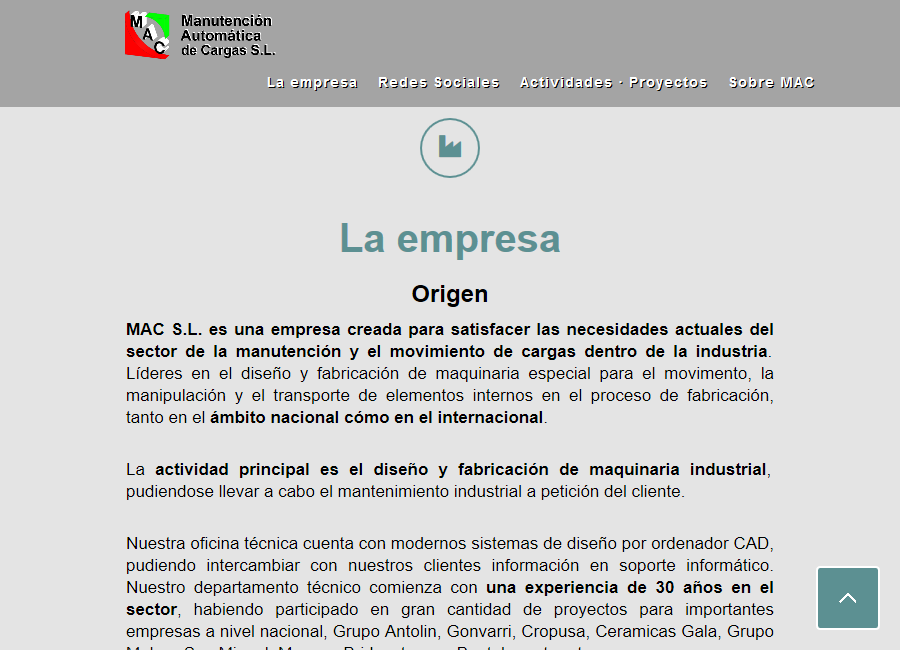 MAC
Manutención
Automática
de Cargas S.L.
La empresa Redes Sociales Actividades · Proyectos Sobre MAC
La empresa
Origen
MAC S.L. es una empresa creada para satisfacer las necesidades actuales del
sector de la manutención y el movimiento de cargas dentro de la industria.
Líderes en el diseño y fabricación de maquinaria especial para el movimento, la
manipulación y el transporte de elementos internos en el proceso de fabricación,
tanto en el ámbito nacional cómo en el internacional.
La actividad principal es el diseño y fabricación de maquinaria industrial,
pudiendose llevar a cabo el mantenimiento industrial a petición del cliente.
Nuestra oficina técnica cuenta con modernos sistemas de diseño por ordenador CAD,
pudiendo intercambiar con nuestros clientes información en soporte informático.
Nuestro departamento técnico comienza con una experiencia de 30 años en el
sector, habiendo participado en gran cantidad de proyectos para importantes
empresas a nivel nacional, Grupo Antolin, Gonvarri, Cropusa, Ceramicas Gala, Grupo